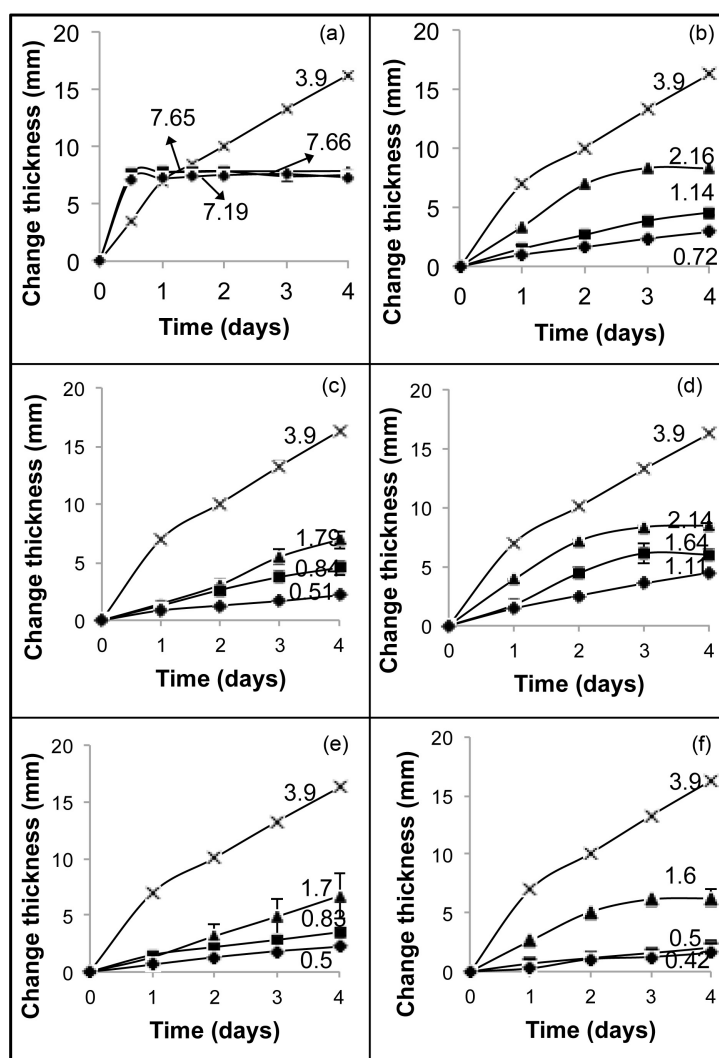 (a)
Change thickness (mm)
20
15
10
5
0
3.9
7.65
7.66
7.19
0 1 2 3 4
Time (days)
(b)
Change thickness (mm)
20
15
10
5
0
3.9
2.16
1.14
0.72
0 1 2 3 4
Time (days)
(c)
Change thickness (mm)
20
15
10
5
0
3.9
1.79
0.84
0.51
0 1 2 3 4
Time (days)
(d)
Change thickness (mm)
20
15
10
5
0
3.9
2.14
1.64
1.11
0 1 2 3 4
Time (days)
(e)
Change thickness (mm)
20
15
10
5
0
3.9
1.7
0.83
0.5
0 1 2 3 4
Time (days)
(f)
Change thickness (mm)
20
15
10
5
0
3.9
1.6
0.5
0.42
0 1 2 3 4
Time (days)